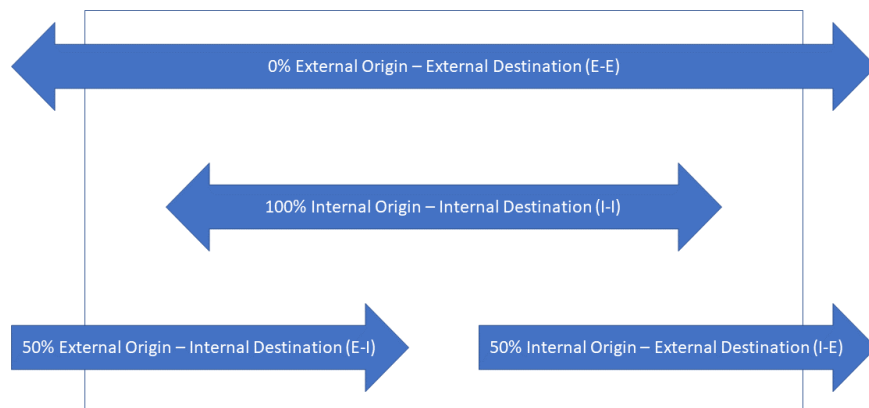 0% External Origin – External Destination (E-E)
100% Internal Origin – Internal Destination (I-I)
50% External Origin – Internal Destination (E-I)
50% Internal Origin – External Destination (I-E)